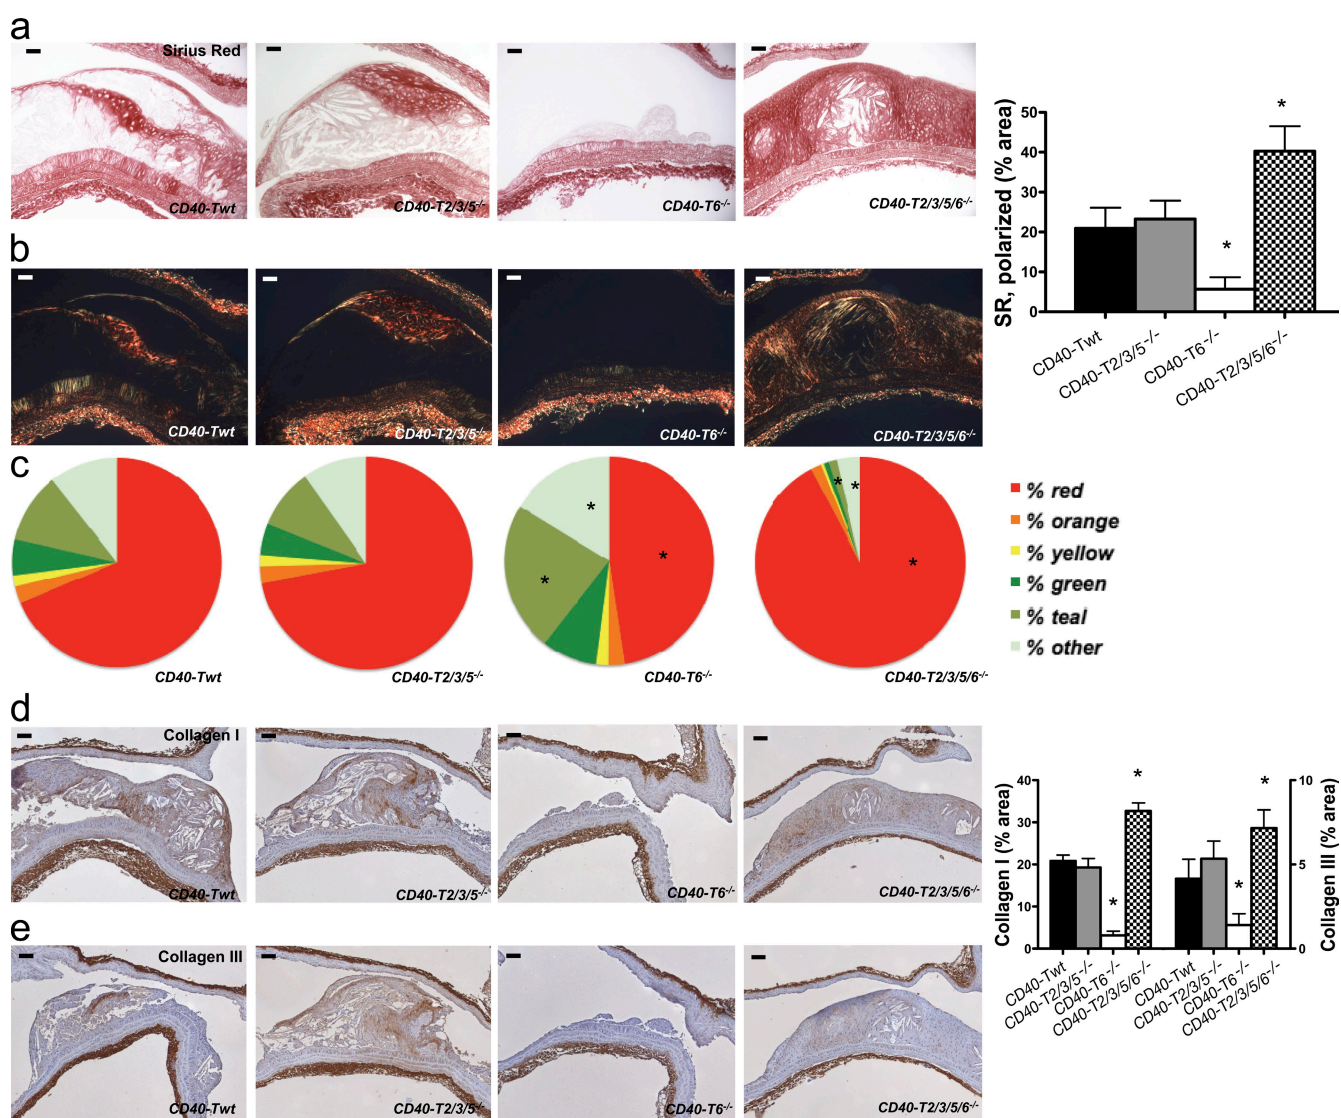 a
Sirius Red
CD40-Twt
CD40-T2/3/5-/-
CD40-T6-/-
CD40-T2/3/5/6-/-
SR, polarized (% area)
50
40
30
20
10
0
*
*
CD40-Twt
CD40-T2/3/5-/-
CD40-T6-/-
CD40-T2/3/5/6-/-
b
CD40-Twt
CD40-T2/3/5-/-
CD40-T6-/-
CD40-T2/3/5/6-/-
c
*
*
*
*
*
*
CD40-Twt
CD40-T2/3/5-/-
CD40-T6-/-
CD40-T2/3/5/6-/-
% red
% orange
% yellow
% green
% teal
% other
d
Collagen I
CD40-Twt
CD40-T2/3/5-/-
CD40-T6-/-
CD40-T2/3/5/6-/-
e
Collagen III
CD40-Twt
CD40-T2/3/5-/-
CD40-T6-/-
CD40-T2/3/5/6-/-
Collagen I (% area)
40
30
20
10
0
*
*
*
*
CD40-Twt
CD40-T2/3/5-/-
CD40-T6-/-
CD40-T2/3/5/6-/-
CD40-Twt
CD40-T2/3/5-/-
CD40-T6-/-
CD40-T2/3/5/6-/-
10
5
0
Collagen III (% area)